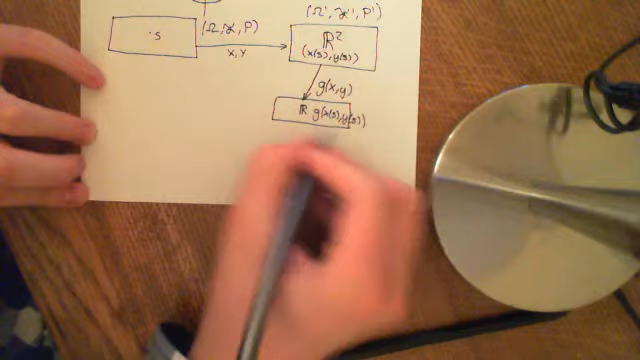 (Ω, 𝓕, P)
(Ω', 𝓕', P')
·s
x, y
ℝ²
(x(s), y(s))
g(x, y)
ℝ g(x(s), y(s))